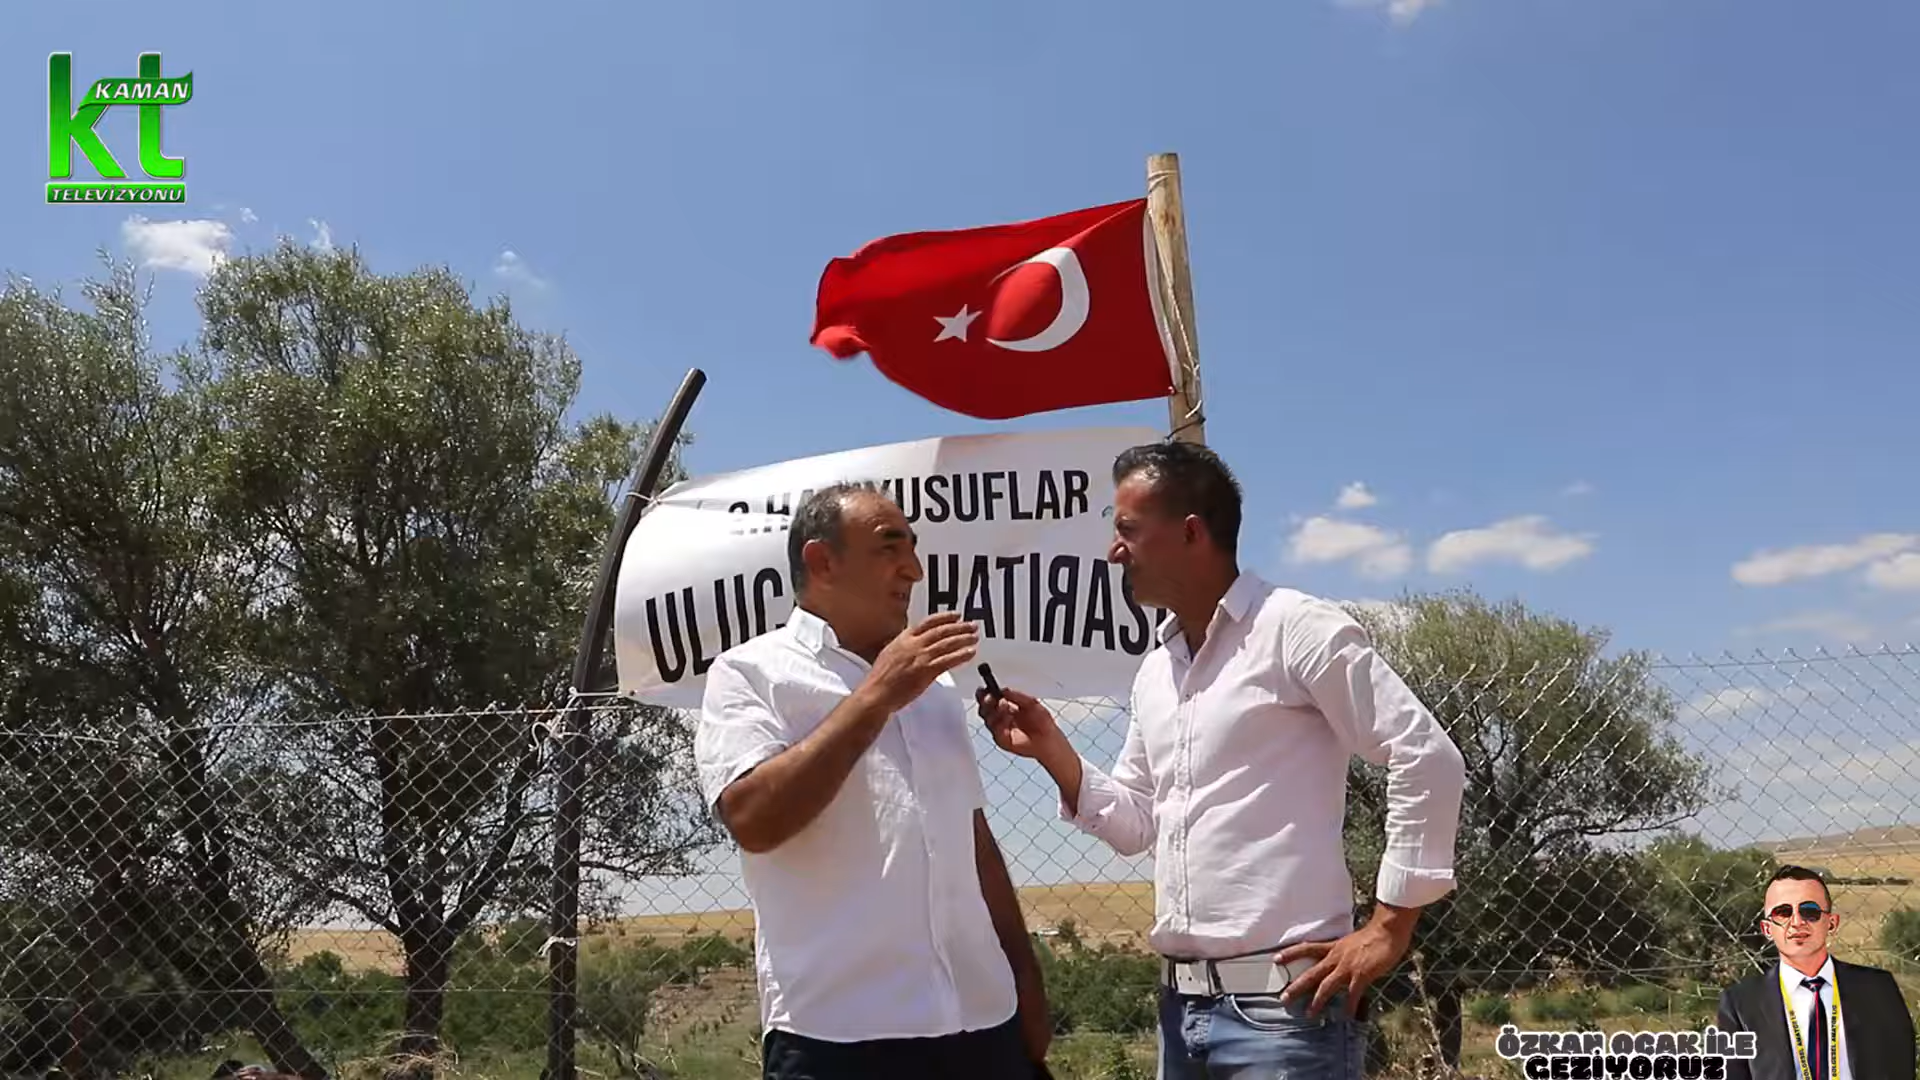 KAMAN
kt
TELEVİZYONU
YUSUFLAR
HATIRASI
ÖZKAN OCAK İLE
GEZİYORUZ